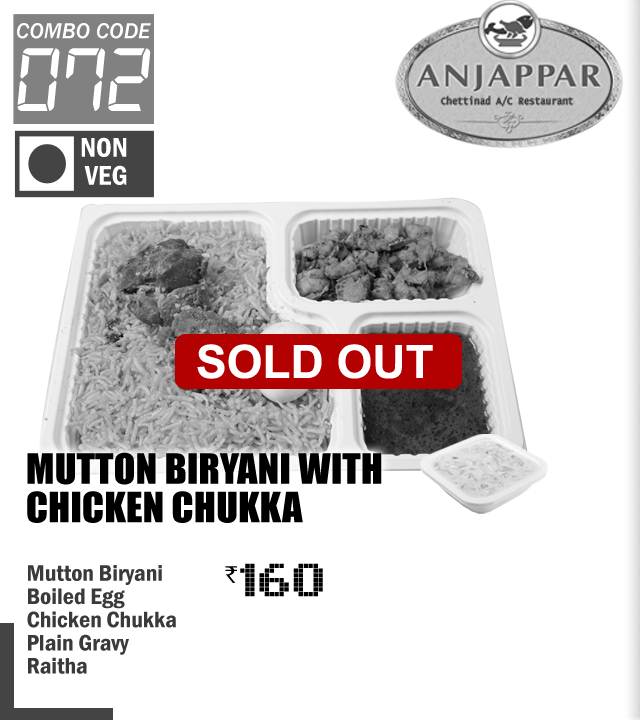 COMBO CODE
072
NON
VEG
ANJAPPAR
Chettinad A/C Restaurant
SOLD OUT
MUTTON BIRYANI WITH
CHICKEN CHUKKA
Mutton Biryani
Boiled Egg
Chicken Chukka
Plain Gravy
Raitha
₹160